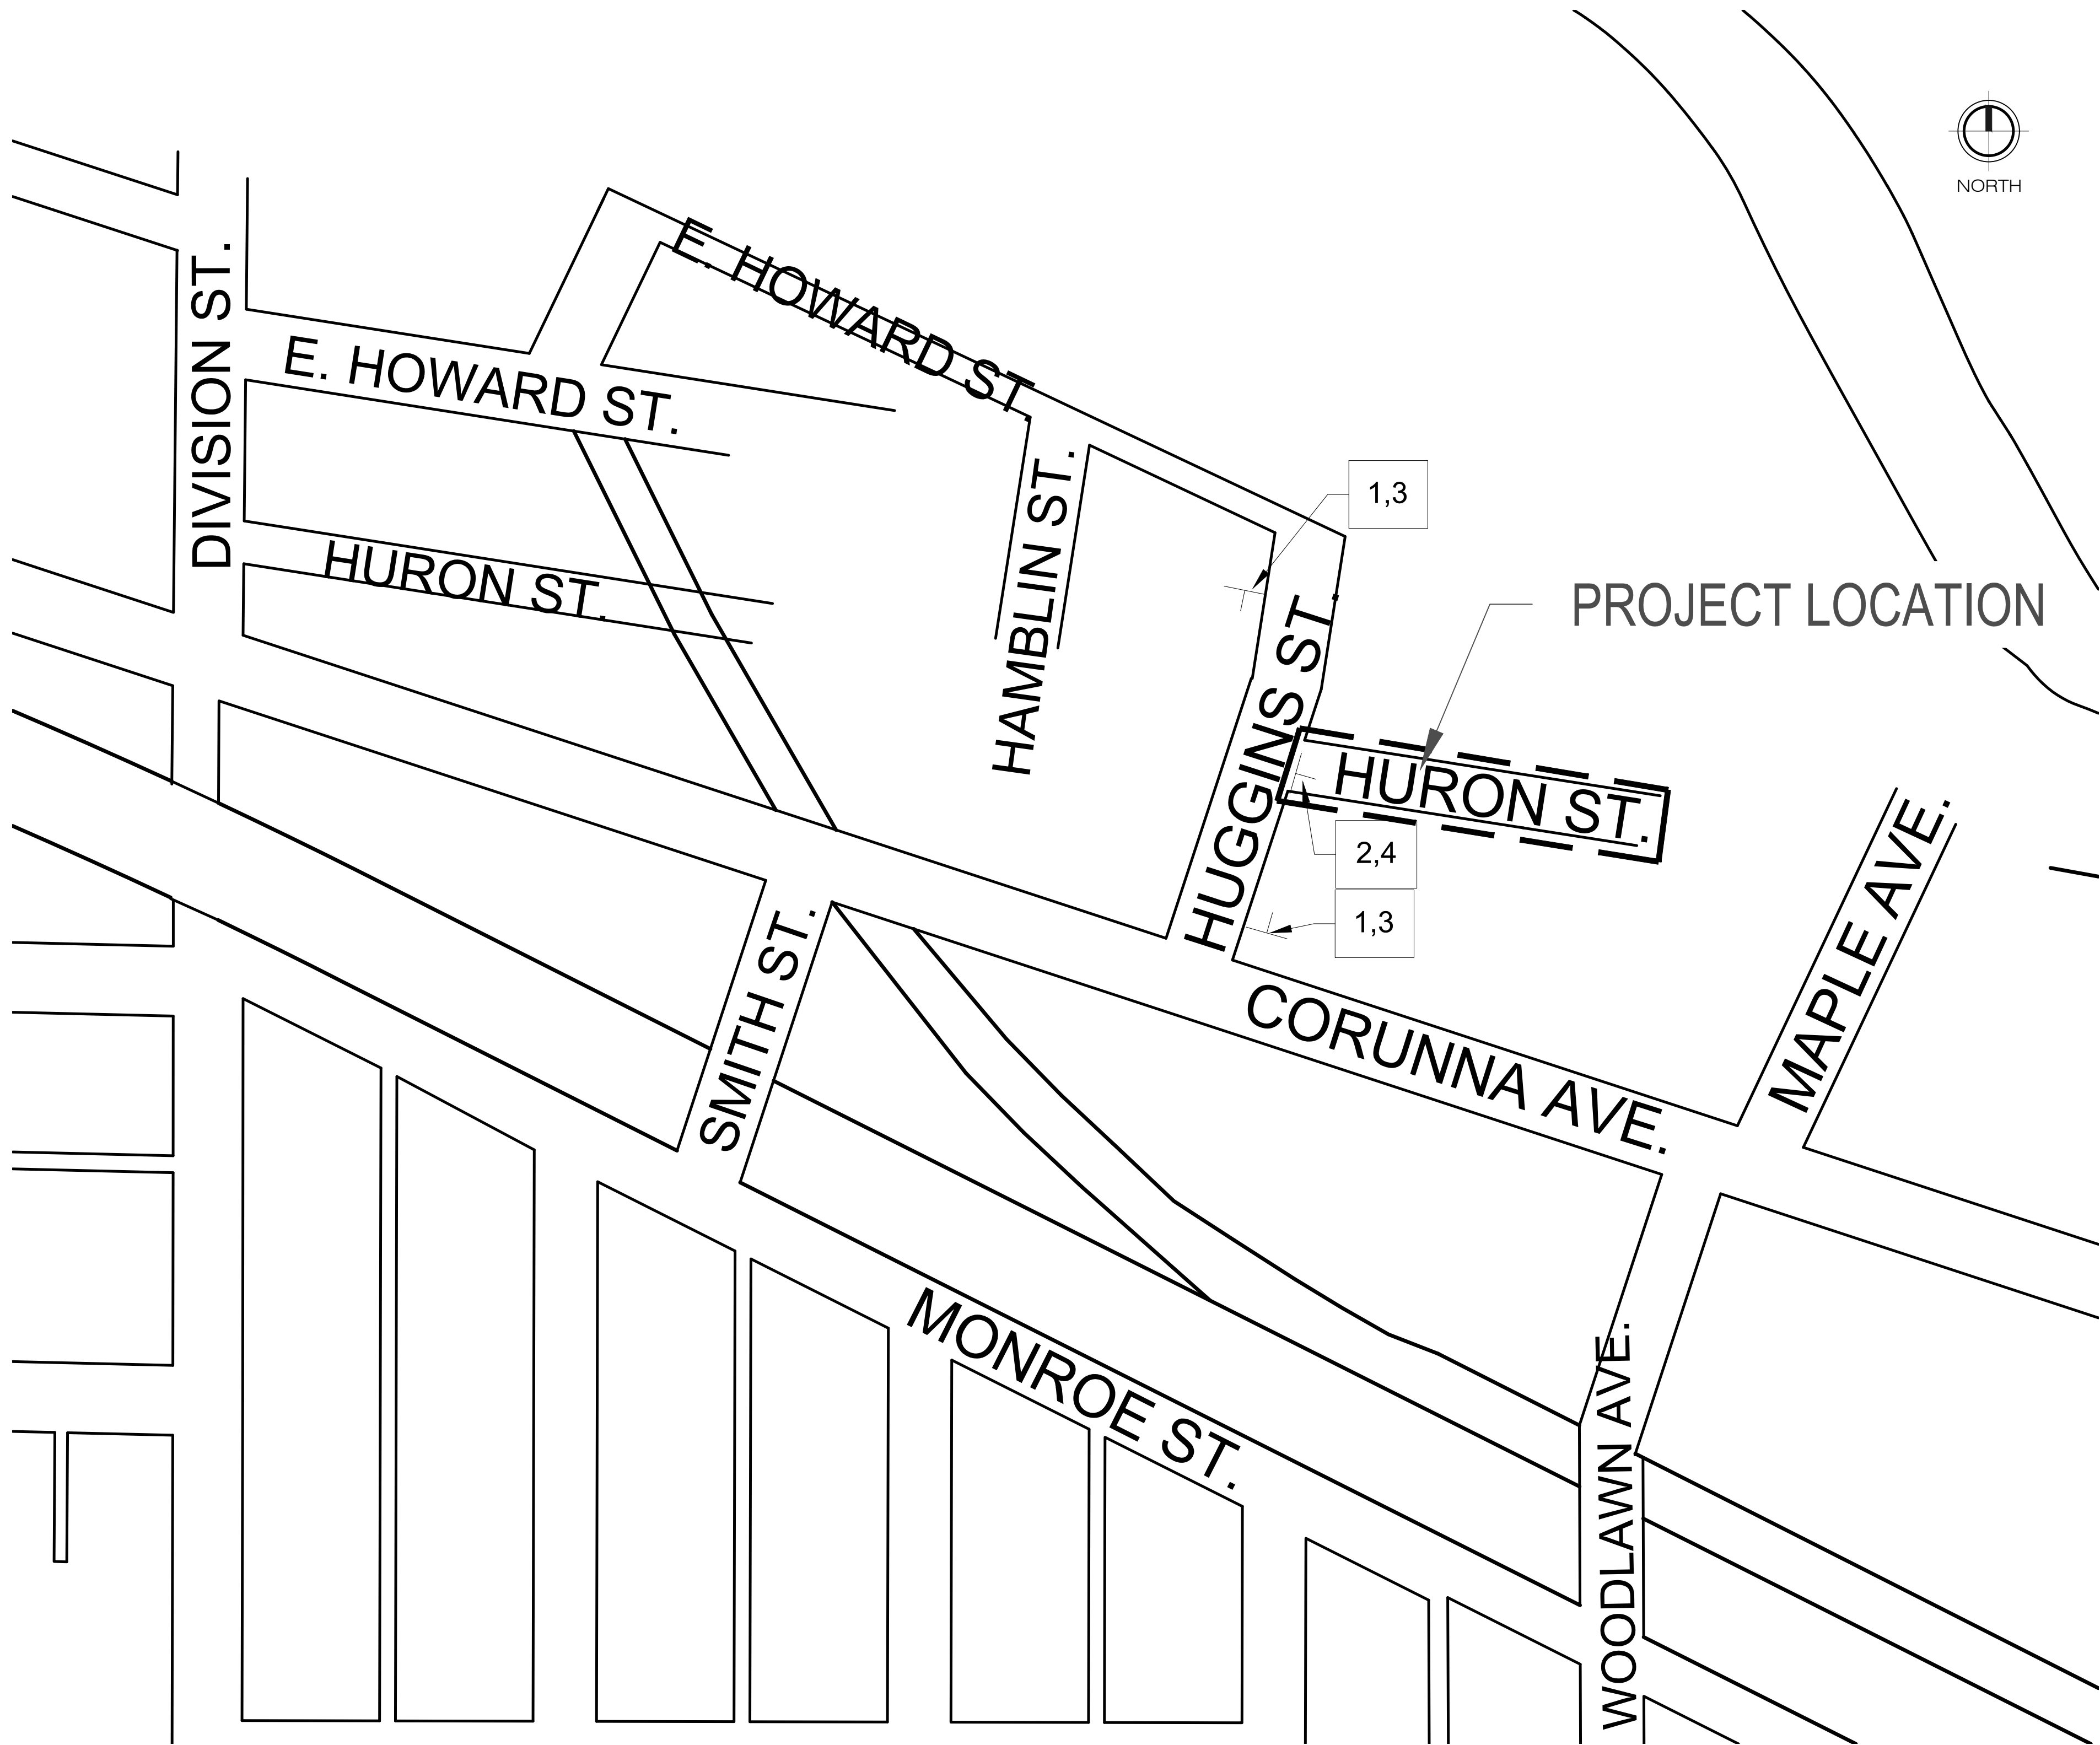 NORTH
E. HOWARD ST.
DIVISION ST.
E. HOWARD ST.
HAMBLIN ST.
1,3
HURON ST.
PROJECT LOCATION
HUGGINS ST.
HURON ST.
2,4
MAPLE AVE.
1,3
SMITH ST.
CORUNNA AVE.
MONROE ST.
WOODLAWN AVE.